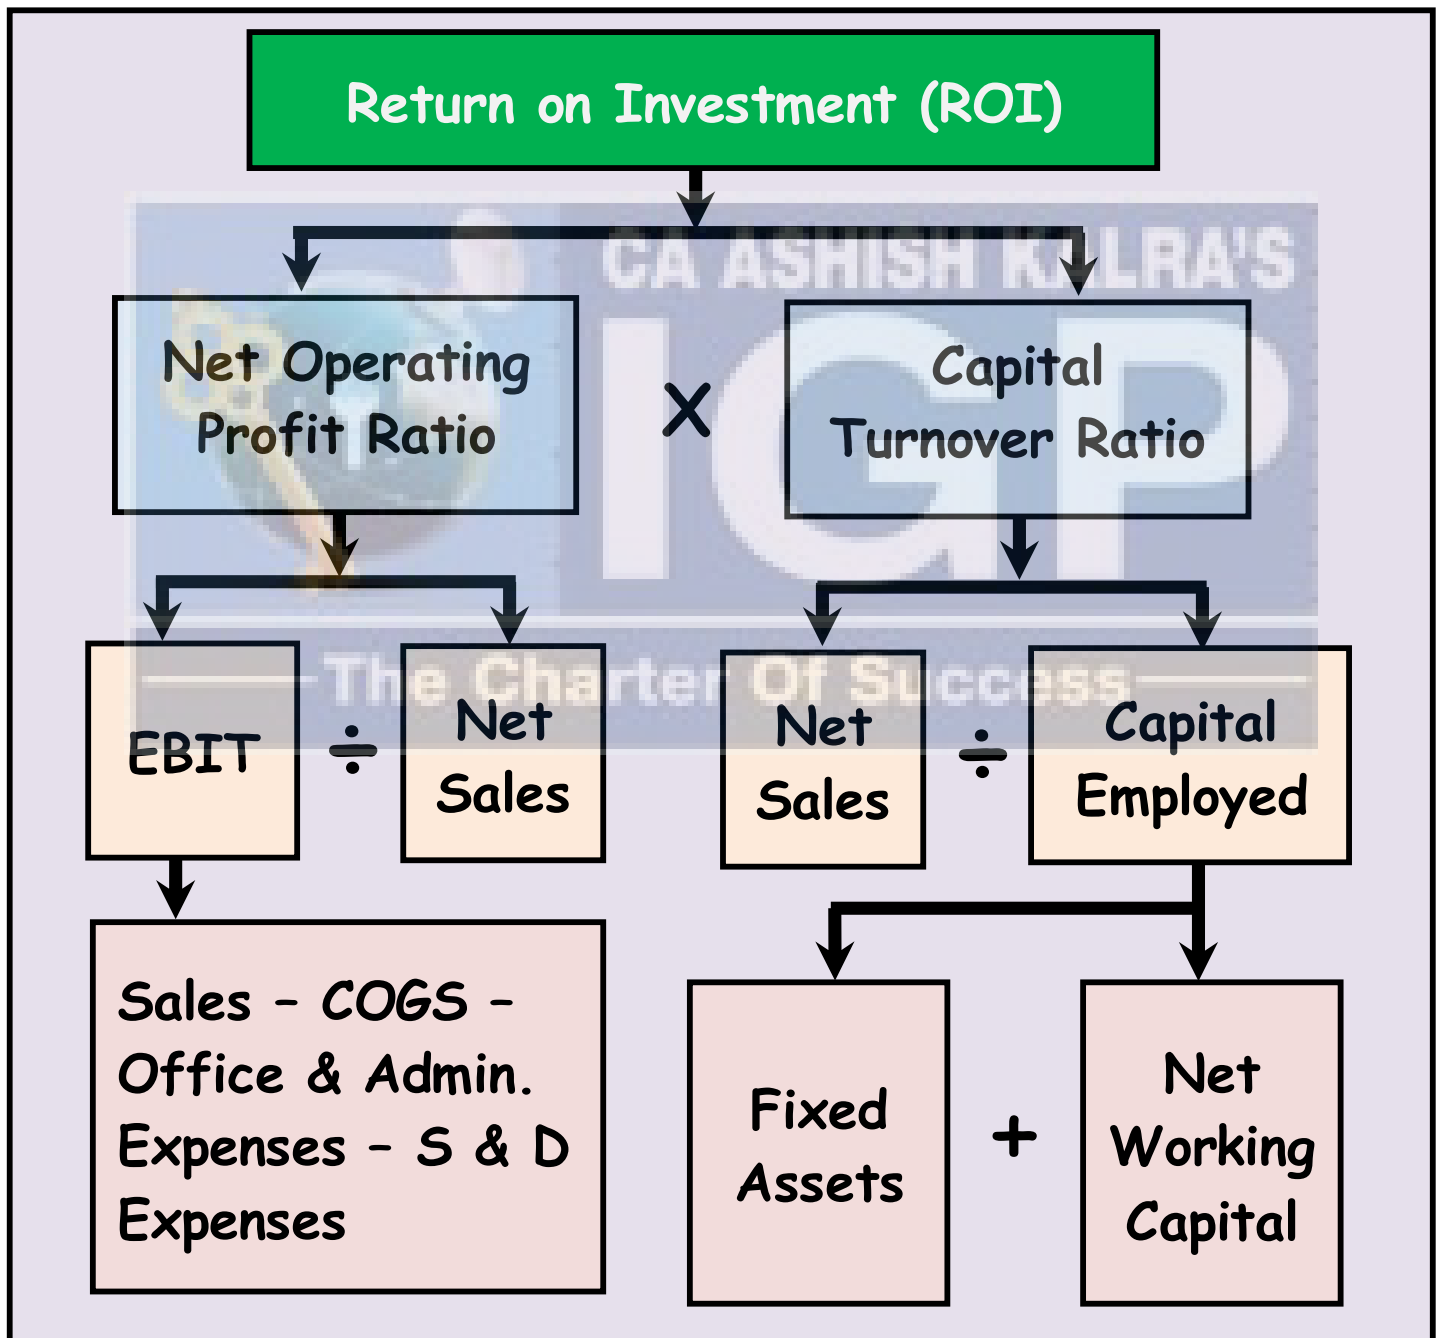 Return on Investment (ROI)
CA ASHISH KALRA'S
IGP
Net Operating
Profit Ratio
X
Capital
Turnover Ratio
The Charter Of Success
EBIT
÷
Net
Sales
Net
Sales
÷
Capital
Employed
Sales – COGS –
Office & Admin.
Expenses – S & D
Expenses
Fixed
Assets
+
Net
Working
Capital